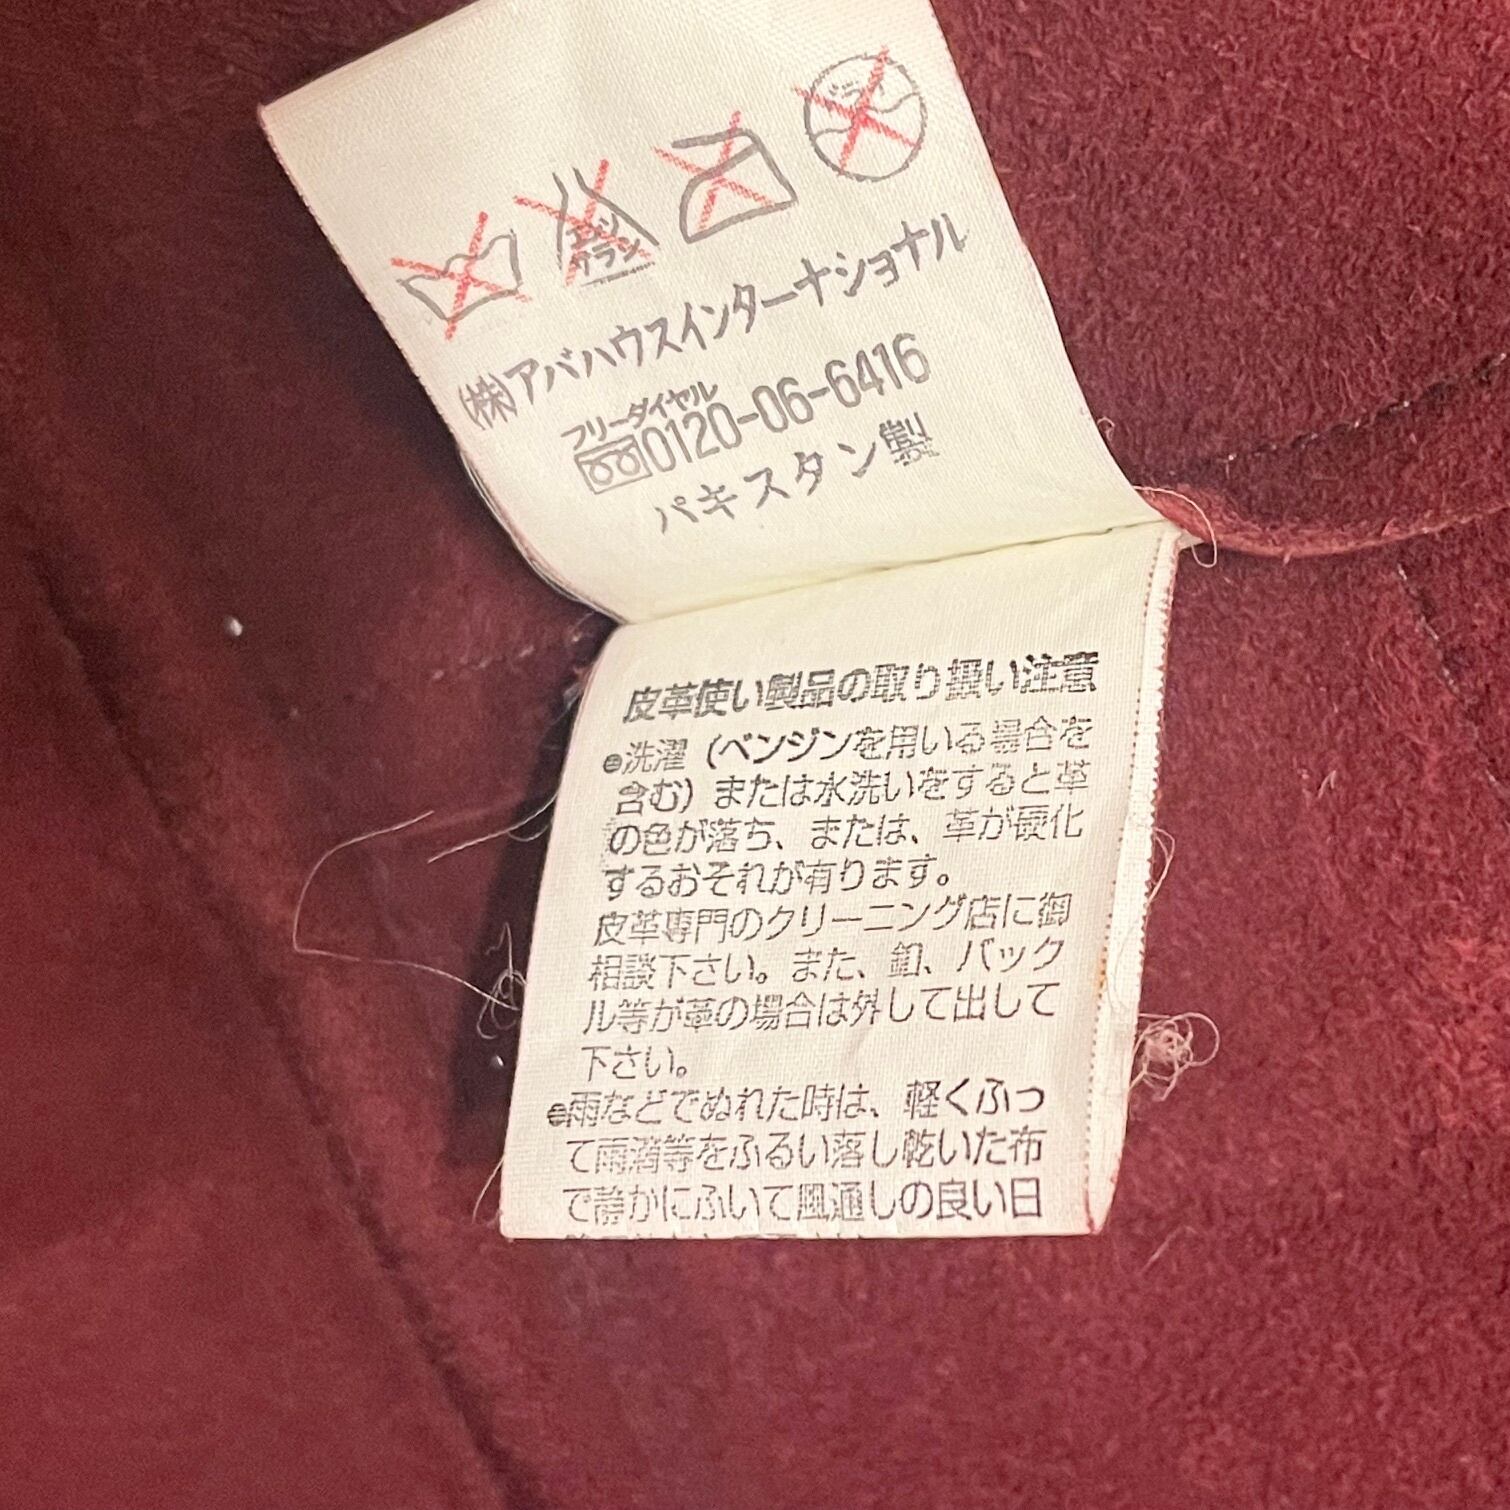 ドライ
エンソ
サラシ
(株)アバハウスインターナショナル
フリーダイヤル
0120-06-6416
パキスタン製
皮革使い製品の取り扱い注意
洗濯(ベンジンを用いる場合を
含む)または水洗いをすると革
の色が落ち、または、革が硬化
するおそれが有ります。
皮革専門のクリーニング店に御
相談下さい。また、釦、バック
ル等が革の場合は外して出して
下さい。
雨などでぬれた時は、軽くふっ
て雨滴等をふるい落し乾いた布
で静かにふいて風通しの良い日